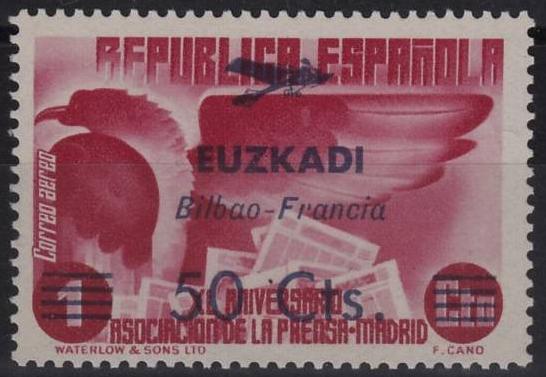 REPUBLICA ESPAÑOLA
EUZKADI
Bilbao-Francia
Correo aereo
50 Cts.
1
Cto
XL ANIVERSARIO
ASOCIACION DE LA PRENSA-MADRID
WATERLOW & SONS LTD
F. CANO